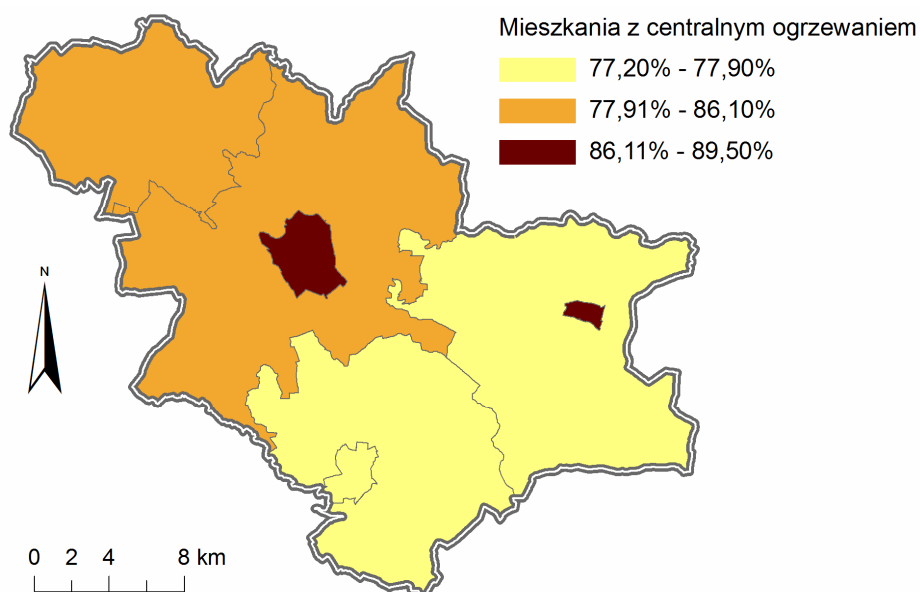 Mieszkania z centralnym ogrzewaniem
77,20% - 77,90%
77,91% - 86,10%
86,11% - 89,50%
N
0 2 4 8 km